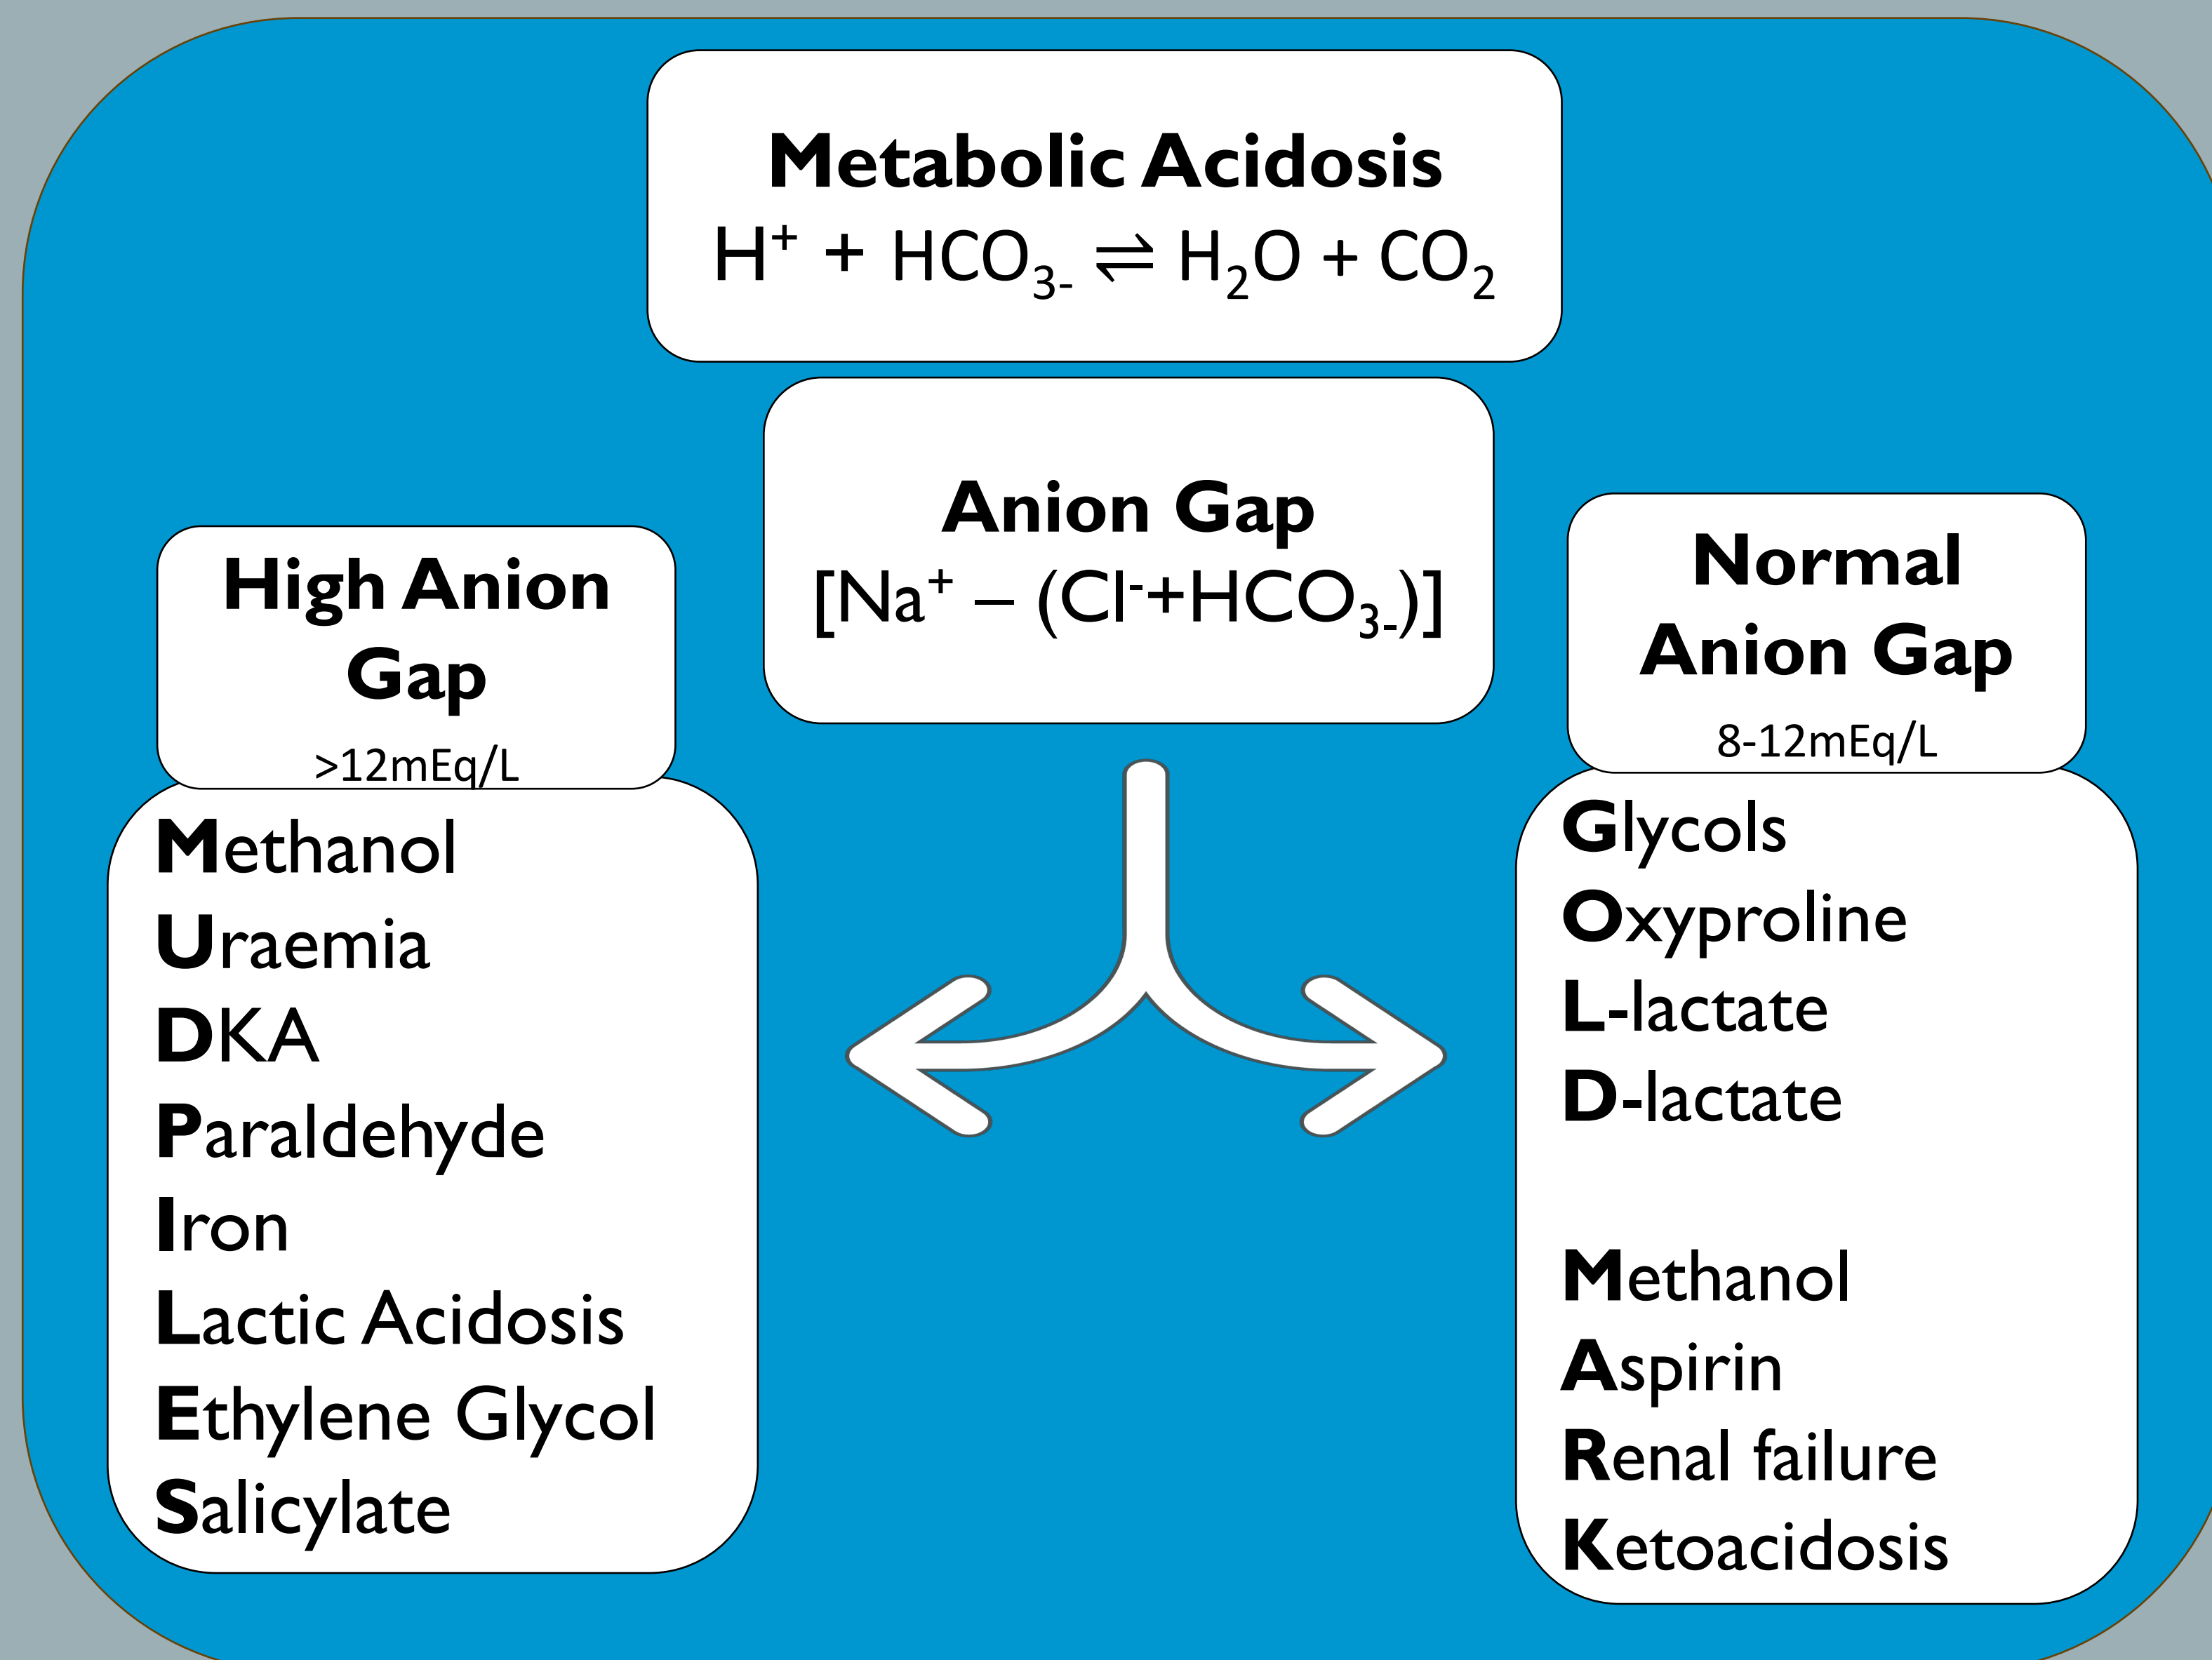 Metabolic Acidosis
H⁺ + HCO₃₋ ⇌ H₂O + CO₂
Anion Gap
[Na⁺ – (Cl⁻+HCO₃₋)]
High Anion
Gap
>12mEq/L
Methanol
Uraemia
DKA
Paraldehyde
Iron
Lactic Acidosis
Ethylene Glycol
Salicylate
Normal
Anion Gap
8-12mEq/L
Glycols
Oxyproline
L-lactate
D-lactate
Methanol
Aspirin
Renal failure
Ketoacidosis